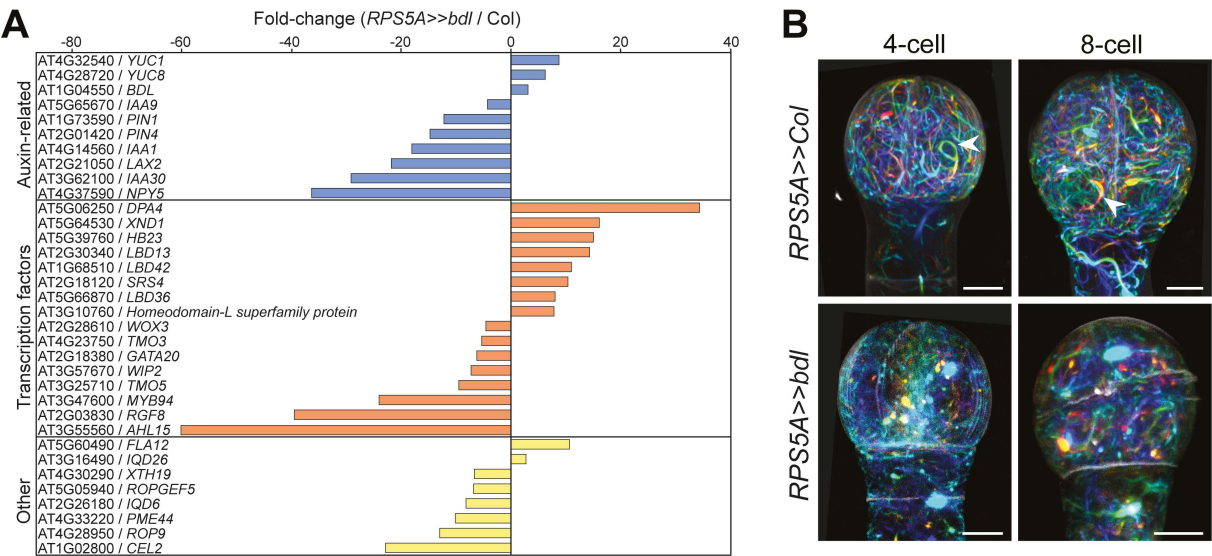 A
Fold-change (RPS5A>>bdl / Col)
-80 -60 -40 -20 0 20 40
Auxin-related
AT4G32540 / YUC1
AT4G28720 / YUC8
AT1G04550 / BDL
AT5G65670 / IAA9
AT1G73590 / PIN1
AT2G01420 / PIN4
AT4G14560 / IAA1
AT2G21050 / LAX2
AT3G62100 / IAA30
AT4G37590 / NPY5
Transcription factors
AT5G06250 / DPA4
AT5G64530 / XND1
AT5G39760 / HB23
AT2G30340 / LBD13
AT1G68510 / LBD42
AT2G18120 / SRS4
AT5G66870 / LBD36
AT3G10760 / Homeodomain-L superfamily protein
AT2G28610 / WOX3
AT4G23750 / TMO3
AT2G18380 / GATA20
AT3G57670 / WIP2
AT3G25710 / TMO5
AT3G47600 / MYB94
AT2G03830 / RGF8
AT3G55560 / AHL15
Other
AT5G60490 / FLA12
AT3G16490 / IQD26
AT4G30290 / XTH19
AT5G05940 / ROPGEF5
AT2G26180 / IQD6
AT4G33220 / PME44
AT4G28950 / ROP9
AT1G02800 / CEL2
B
4-cell 8-cell
RPS5A>>Col
RPS5A>>bdl